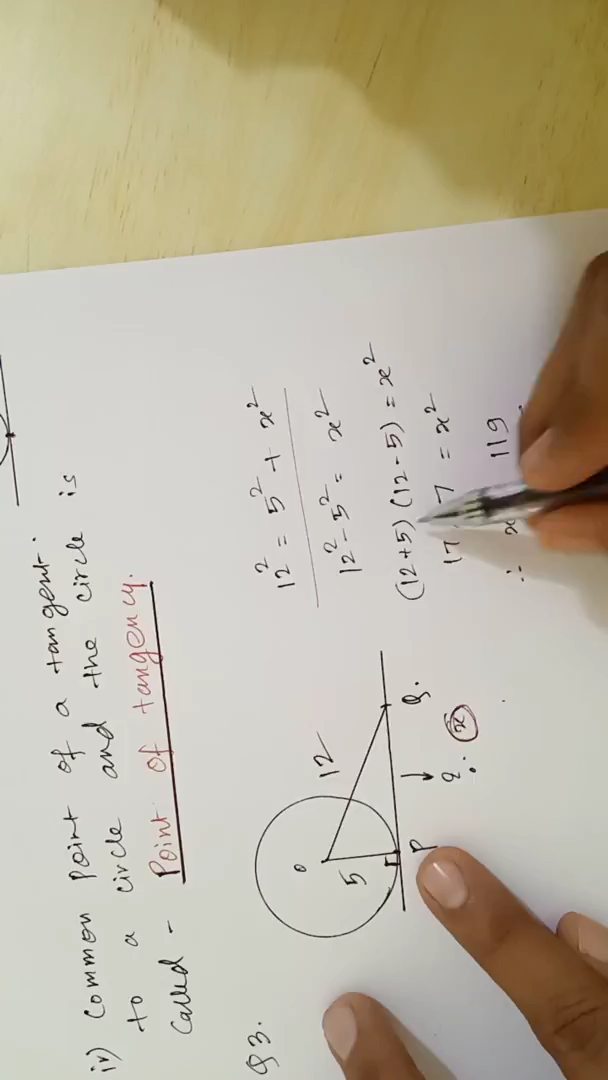 iv) Common point of a tangent.
to a circle and the circle is
called - Point of tangency.
Q3.
O
12
5
P
Q.
?. x
12² = 5² + x²
12² - 5² = x²
(12+5) (12-5) = x²
17 7 = x²
∴ x 119